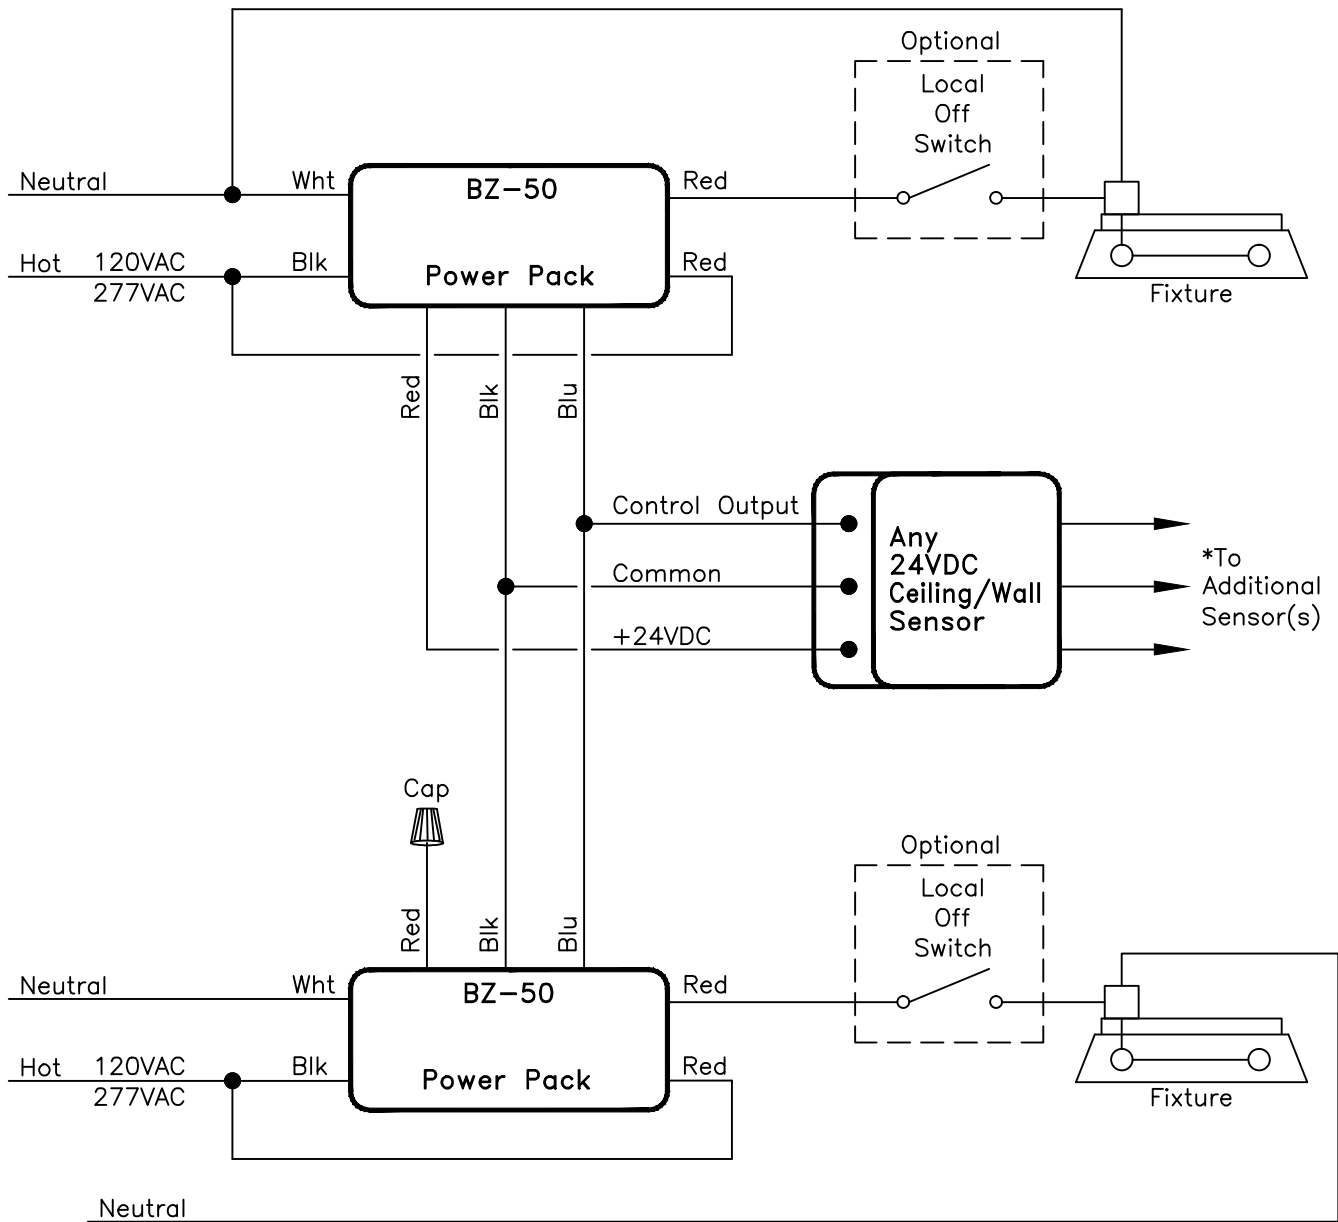 Optional
Local
Off
Switch
Neutral
Wht
BZ-50
Red
Hot
120VAC
277VAC
Blk
Power Pack
Red
Fixture
Red
Blk
Blu
Control Output
Common
+24VDC
Any
24VDC
Ceiling/Wall
Sensor
*To
Additional
Sensor(s)
Cap
Optional
Local
Off
Switch
Red
Blk
Blu
Neutral
Wht
BZ-50
Red
Hot
120VAC
277VAC
Blk
Power Pack
Red
Fixture
Neutral